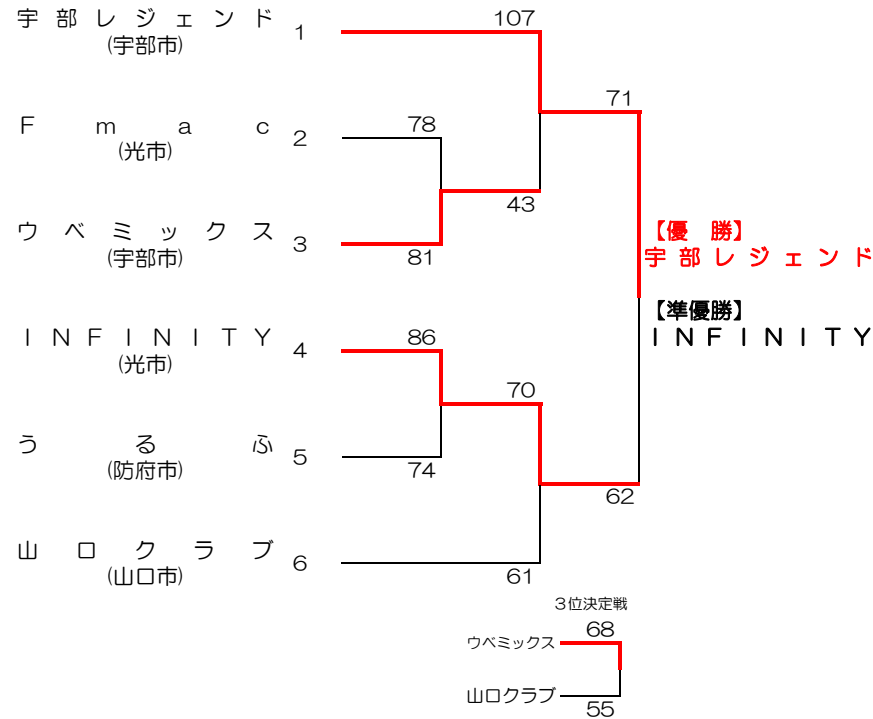 宇部レジェンド
(宇部市)
1
107
71
Fmac
(光市)
2
78
43
ウベミックス
(宇部市)
3
81
【優　勝】
宇部レジェンド
【準優勝】
INFINITY
INFINITY
(光市)
4
86
70
うるふ
(防府市)
5
74
62
山口クラブ
(山口市)
6
61
3位決定戦
68
ウベミックス
山口クラブ
55